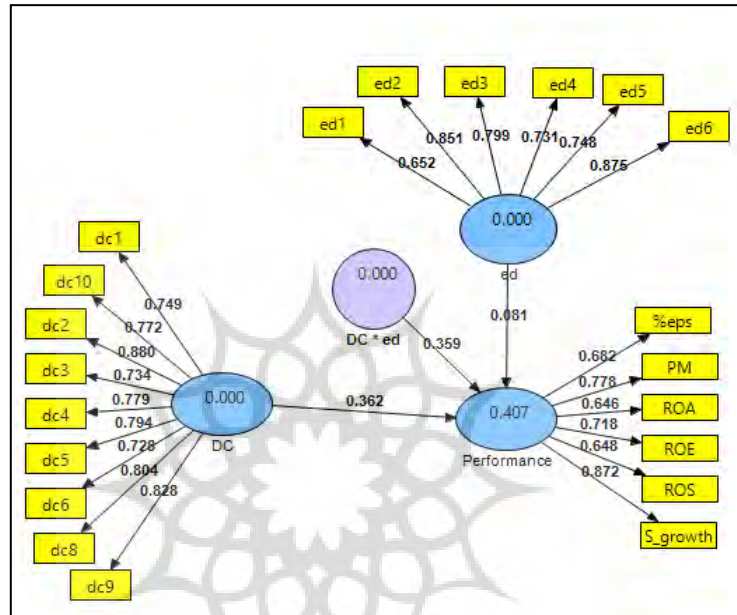 ed2
ed3
ed4
ed5
ed1
ed6
0.851
0.799
0.731
0.748
0.652
0.875
0.000
ed
dc1
dc10
dc2
dc3
dc4
dc5
dc6
dc8
dc9
0.749
0.772
0.880
0.734
0.779
0.794
0.728
0.804
0.828
0.000
DC
0.000
DC * ed
0.359
0.081
0.362
0.407
Performance
0.682
0.778
0.646
0.718
0.648
0.872
%eps
PM
ROA
ROE
ROS
S_growth